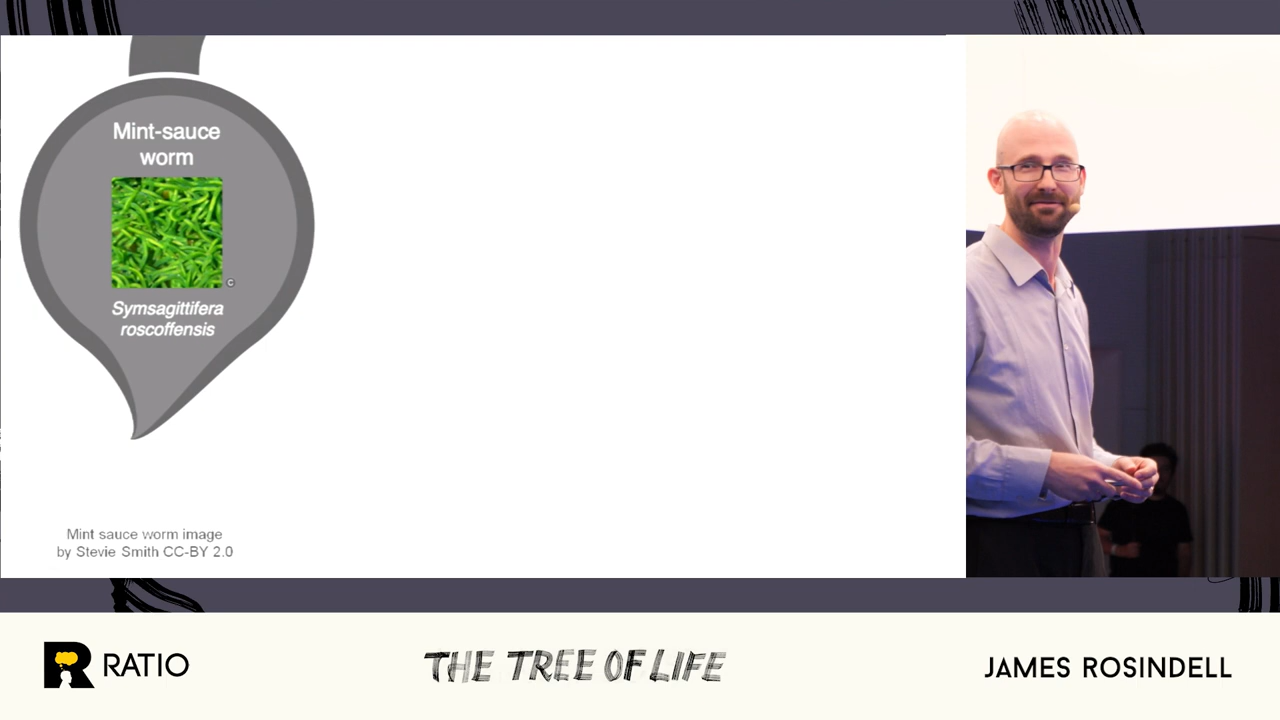 Mint-sauce
worm
©
Symsagittifera
roscoffensis
Mint sauce worm image
by Stevie Smith CC-BY 2.0
R RATIO
THE TREE OF LIFE
JAMES ROSINDELL